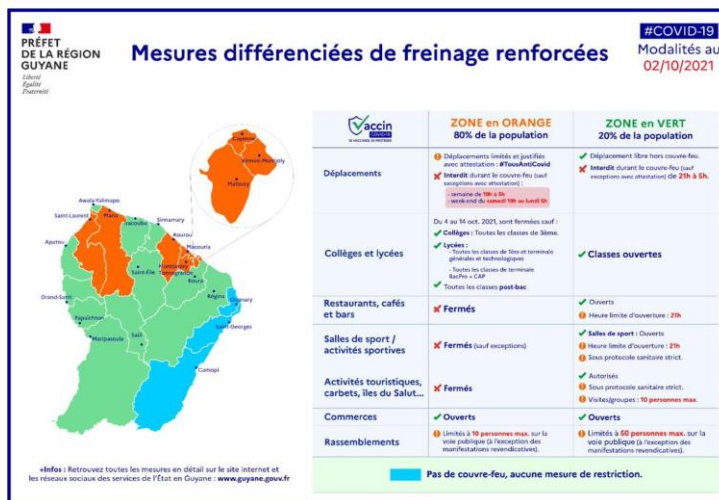 PRÉFET
DE LA RÉGION
GUYANE
Liberté
Égalité
Fraternité
Mesures différenciées de freinage renforcées
#COVID-19
Modalités au
02/10/2021
Cayenne
Rémire-Montjoly
Matoury
Awala-Yalimapo
Saint-Laurent
Mana
Iracoubo
Sinnamary
Kourou
Macouria
Montsinéry
Tonnegrande
Apatou
Saint-Elie
Roura
Régina
Ouanary
Grand-Santi
Saint-Georges
Papaïchton
Saül
Maripasoula
Camopi
+Infos : Retrouvez toutes les mesures en détail sur le site internet et
les réseaux sociaux des services de l'État en Guyane : www.guyane.gouv.fr
Vaccin
COVID-19
ZONE en ORANGE
80% de la population
ZONE en VERT
20% de la population
Déplacements
Déplacements limités et justifiés
avec attestation : #TousAntiCovid
Interdit durant le couvre-feu (sauf
exceptions avec attestation) :
- semaine de 19h à 5h
- week-end du samedi 19h au lundi 5h
Déplacement libre hors couvre-feu.
Interdit durant le couvre-feu (sauf
exceptions avec attestation) de 21h à 5h.
Collèges et lycées
Du 4 au 14 oct. 2021, sont fermées sauf :
Collèges : Toutes les classes de 3ème.
Lycées :
- Toutes les classes de 1ère et terminale
générales et technologiques
- Toutes les classes de terminale
BacPro + CAP
Toutes les classes post-bac
Classes ouvertes
Restaurants, cafés
et bars
Fermés
Ouverts
Heure limite d'ouverture : 21h
Salles de sport /
activités sportives
Fermés (sauf exceptions)
Salles de sport : Ouverts
Heure limite d'ouverture : 21h
Sous protocole sanitaire strict.
Activités touristiques,
carbets, îles du Salut...
Fermés
Autorisés
Sous protocole sanitaire strict.
Visites/groupes : 10 personnes max.
Commerces
Ouverts
Ouverts
Rassemblements
Limités à 10 personnes max. sur la
voie publique (à l'exception des
manifestations revendicatives).
Limités à 50 personnes max. sur la
voie publique (à l'exception des
manifestations revendicatives).
Pas de couvre-feu, aucune mesure de restriction.